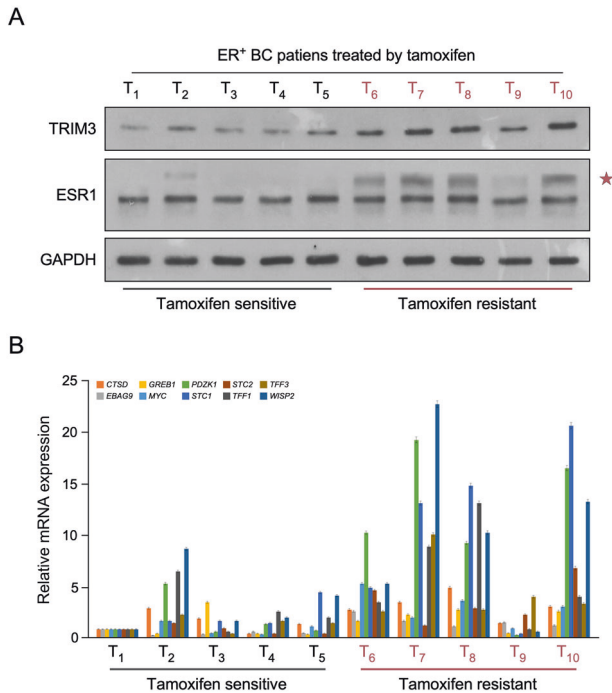 A
ER+ BC patiens treated by tamoxifen
T1 T2 T3 T4 T5 T6 T7 T8 T9 T10
TRIM3
ESR1
GAPDH
Tamoxifen sensitive Tamoxifen resistant
B
25
CTSD GREB1 PDZK1 STC2 TFF3
EBAG9 MYC STC1 TFF1 WISP2
20
15
10
5
0
Relative mRNA expression
T1 T2 T3 T4 T5 T6 T7 T8 T9 T10
Tamoxifen sensitive Tamoxifen resistant